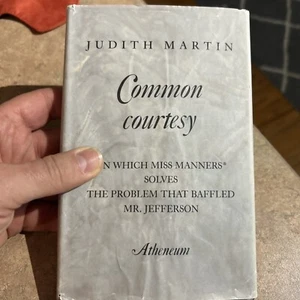 JUDITH MARTIN
Common
courtesy
N WHICH MISS MANNERS®
SOLVES
THE PROBLEM THAT BAFFLED
MR. JEFFERSON
Atheneum